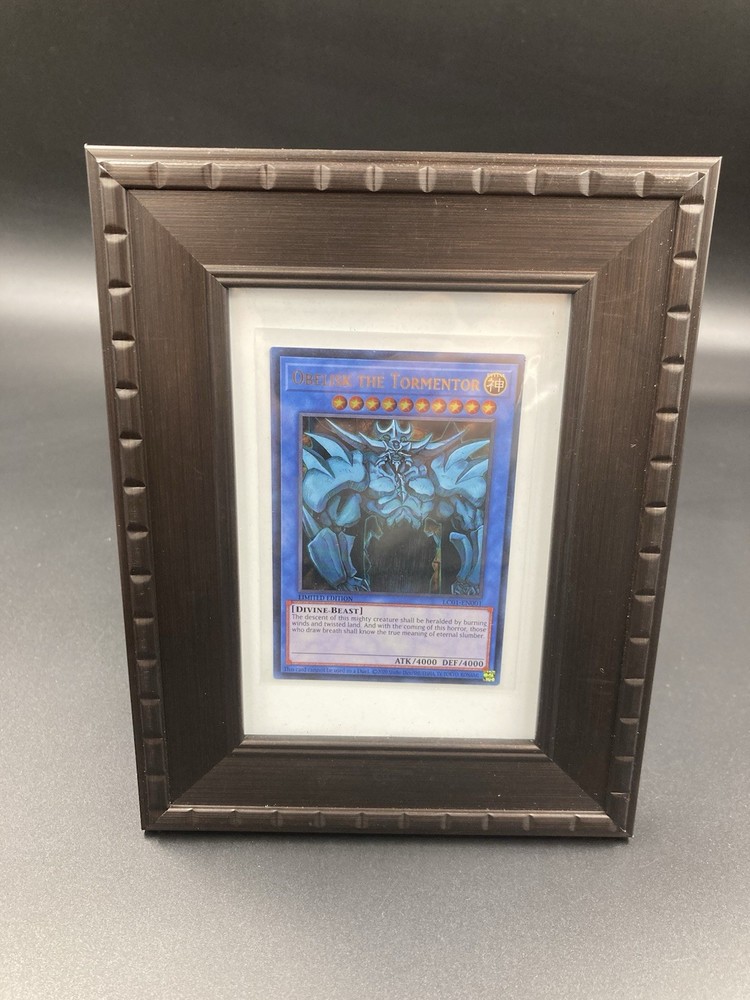 OBELISK THE TORMENTOR 神
LIMITED EDITION LC01-EN001
[DIVINE-BEAST]
The descent of this mighty creature shall be heralded by burning
winds and twisted land. And with the coming of this horror, those
who draw breath shall know the true meaning of eternal slumber.
ATK/4000 DEF/4000